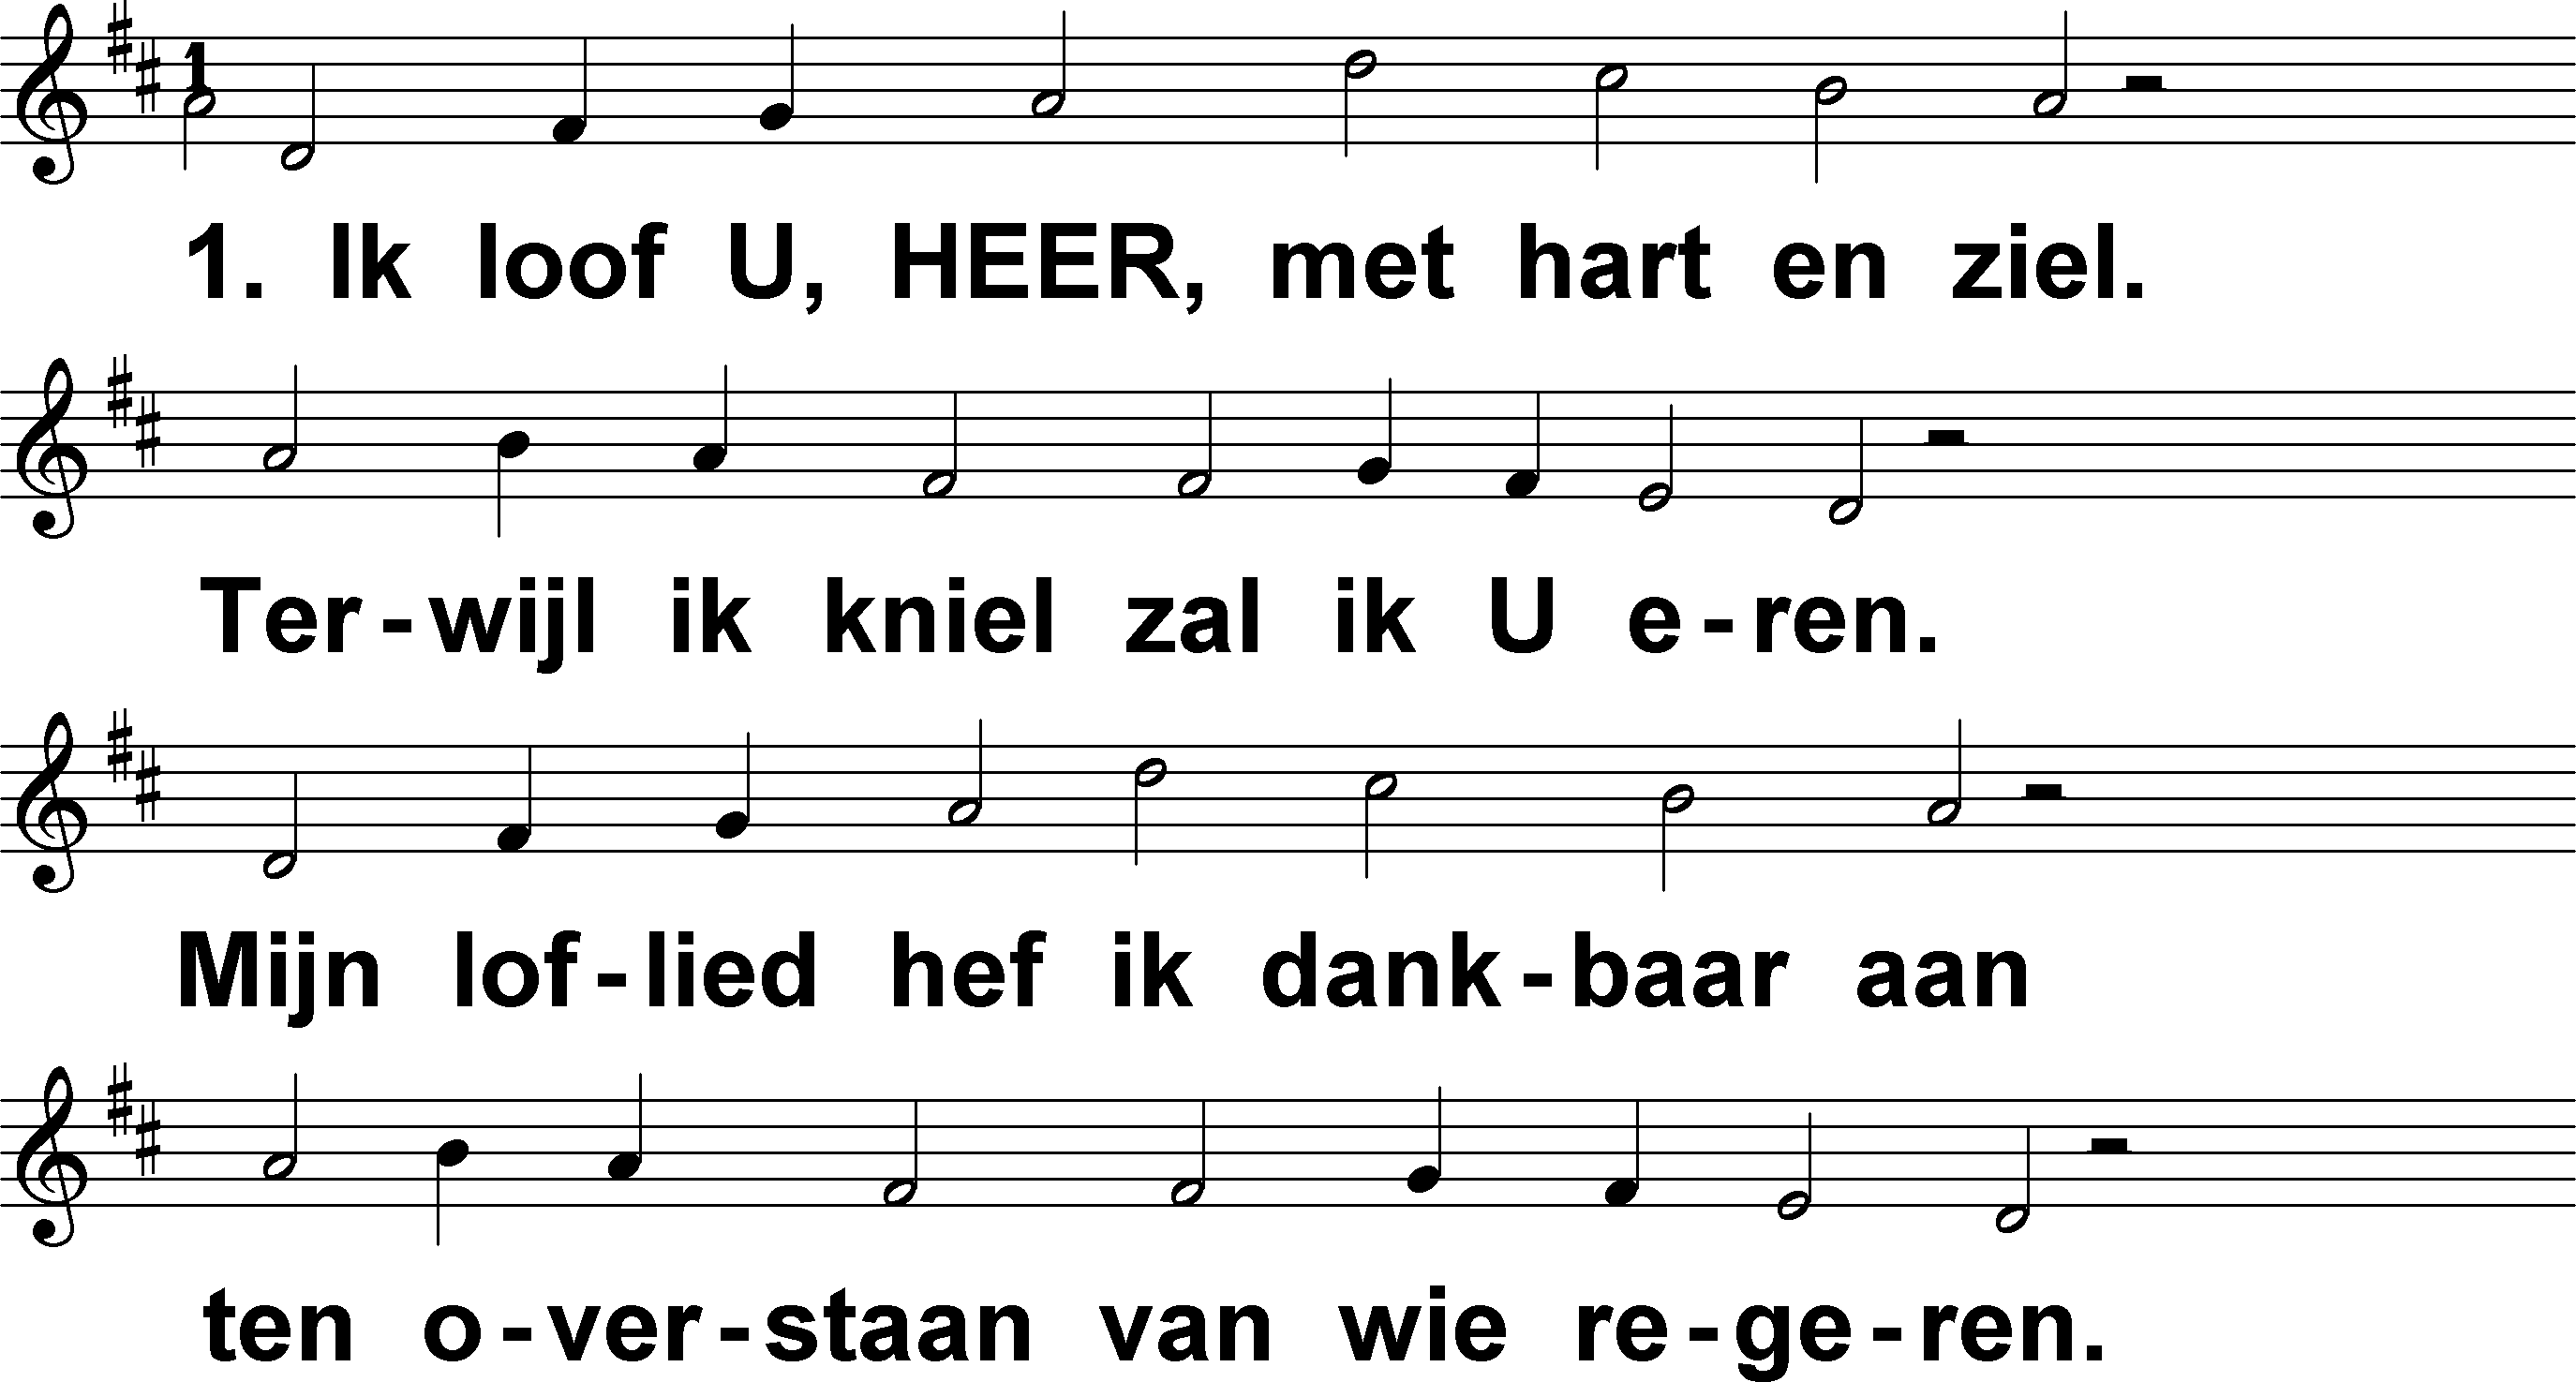 1
1. Ik loof U, HEER, met hart en ziel.
Ter-wijl ik kniel zal ik U e-ren.
Mijn lof-lied hef ik dank-baar aan
ten o-ver-staan van wie re-ge-ren.